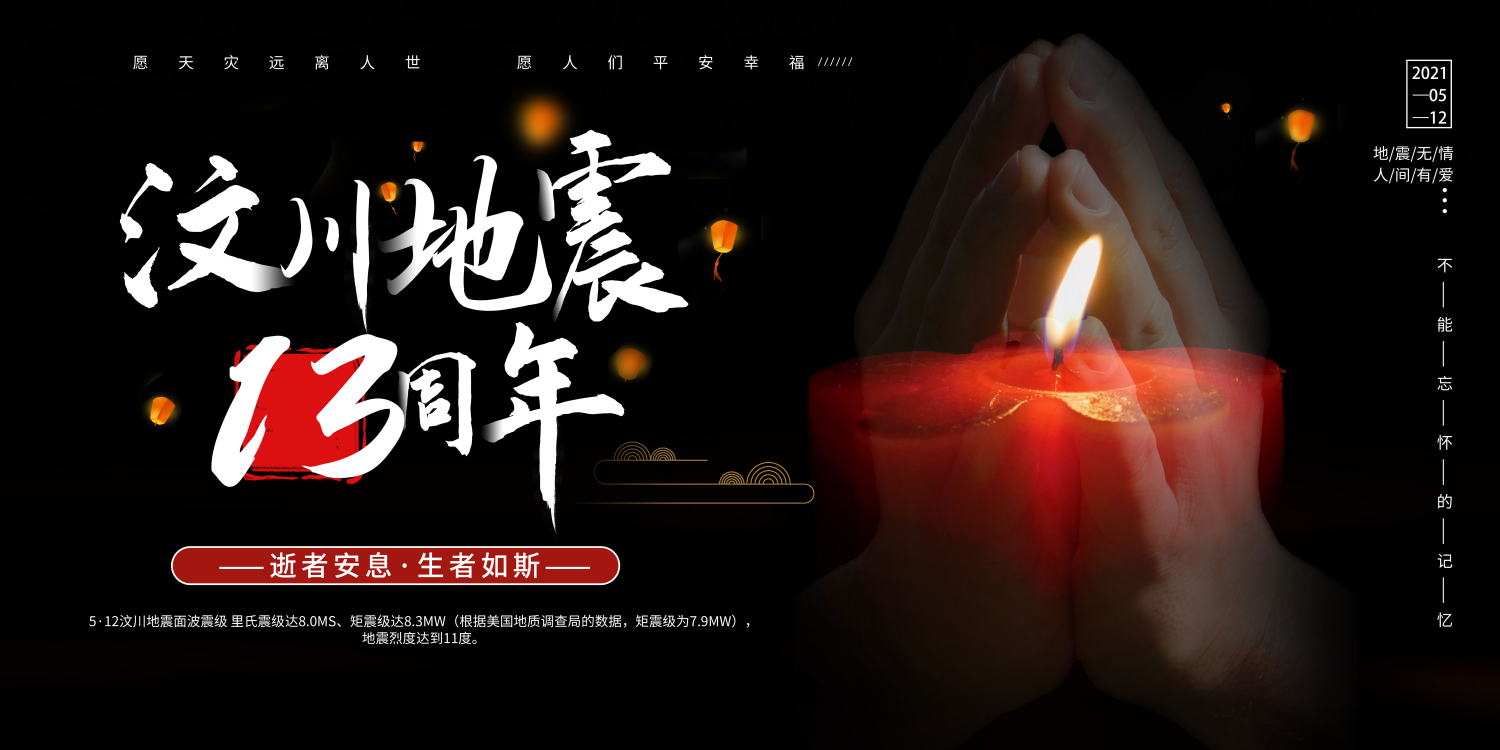 愿天灾远离人世 愿人们平安幸福//////
汶川地震
13周年
——逝者安息·生者如斯——
5·12汶川地震面波震级 里氏震级达8.0MS、矩震级达8.3MW（根据美国地质调查局的数据，矩震级为7.9MW），
地震烈度达到11度。
2021
—05
—12
地/震/无/情
人/间/有/爱
不—能—忘—怀—的—记—忆